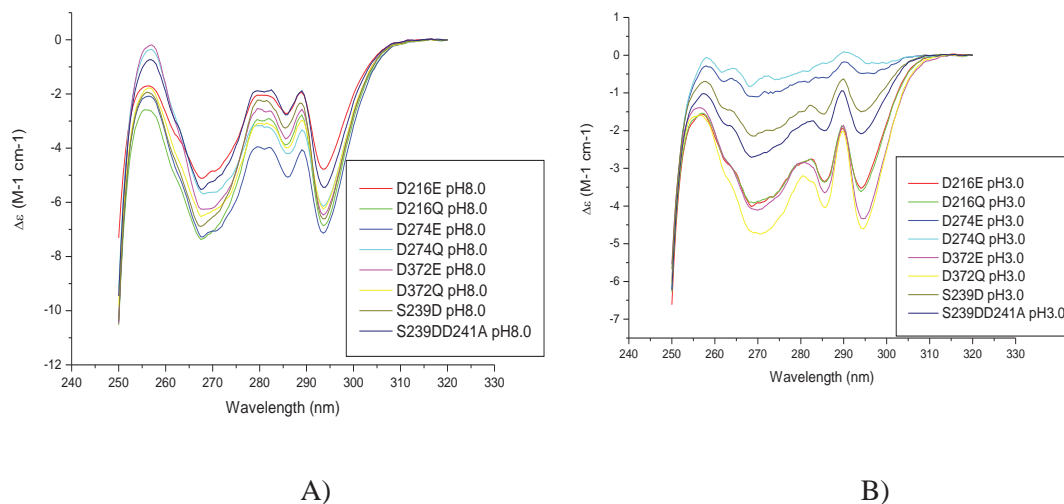 0
-2
-4
-6
-8
-10
-12
240 250 260 270 280 290 300 310 320 330
Δε (M-1 cm-1)
Wavelength (nm)
D216E pH8.0
D216Q pH8.0
D274E pH8.0
D274Q pH8.0
D372E pH8.0
D372Q pH8.0
S239D pH8.0
S239DD241A pH8.0
A)
1
0
-1
-2
-3
-4
-5
-6
-7
240 250 260 270 280 290 300 310 320 330
Δε (M-1 cm-1)
Wavelength (nm)
D216E pH3.0
D216Q pH3.0
D274E pH3.0
D274Q pH3.0
D372E pH3.0
D372Q pH3.0
S239D pH3.0
S239DD241A pH3.0
B)